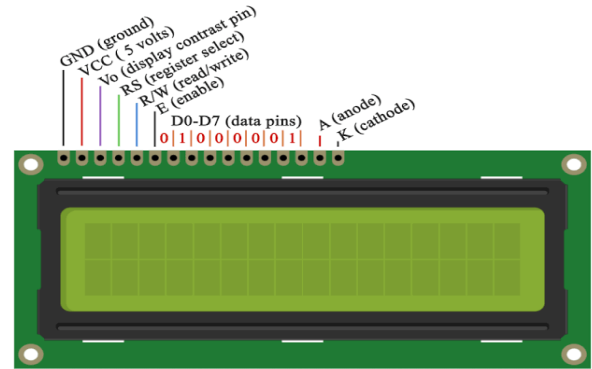 GND (ground)
VCC ( 5 volts)
Vo (display contrast pin)
RS (register select)
R/W (read/write)
E (enable)
D0-D7 (data pins)
0 1 0 0 0 0 0 1
A (anode)
K (cathode)